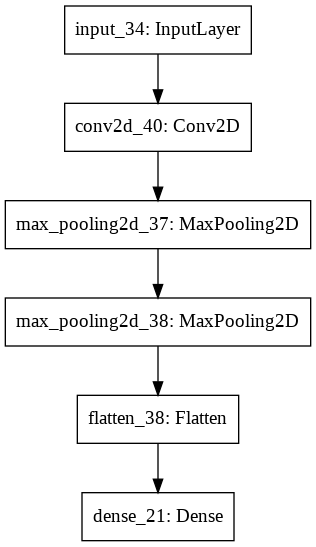 input_34: InputLayer
conv2d_40: Conv2D
max_pooling2d_37: MaxPooling2D
max_pooling2d_38: MaxPooling2D
flatten_38: Flatten
dense_21: Dense